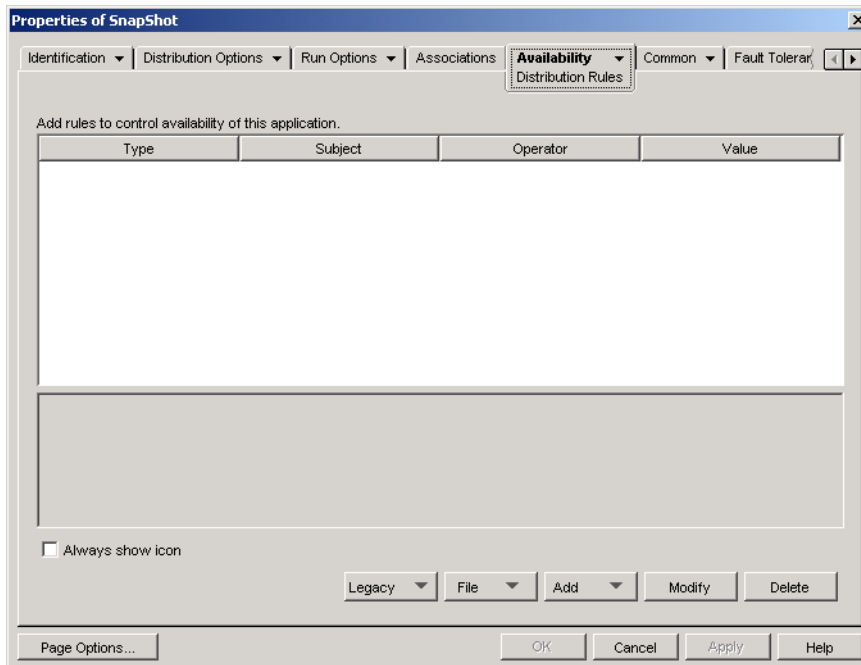 Properties of SnapShot
Identification Distribution Options Run Options Associations Availability Common Fault Toleran
Distribution Rules
Add rules to control availability of this application.
Type Subject Operator Value
Always show icon
Legacy File Add Modify Delete
Page Options... OK Cancel Apply Help